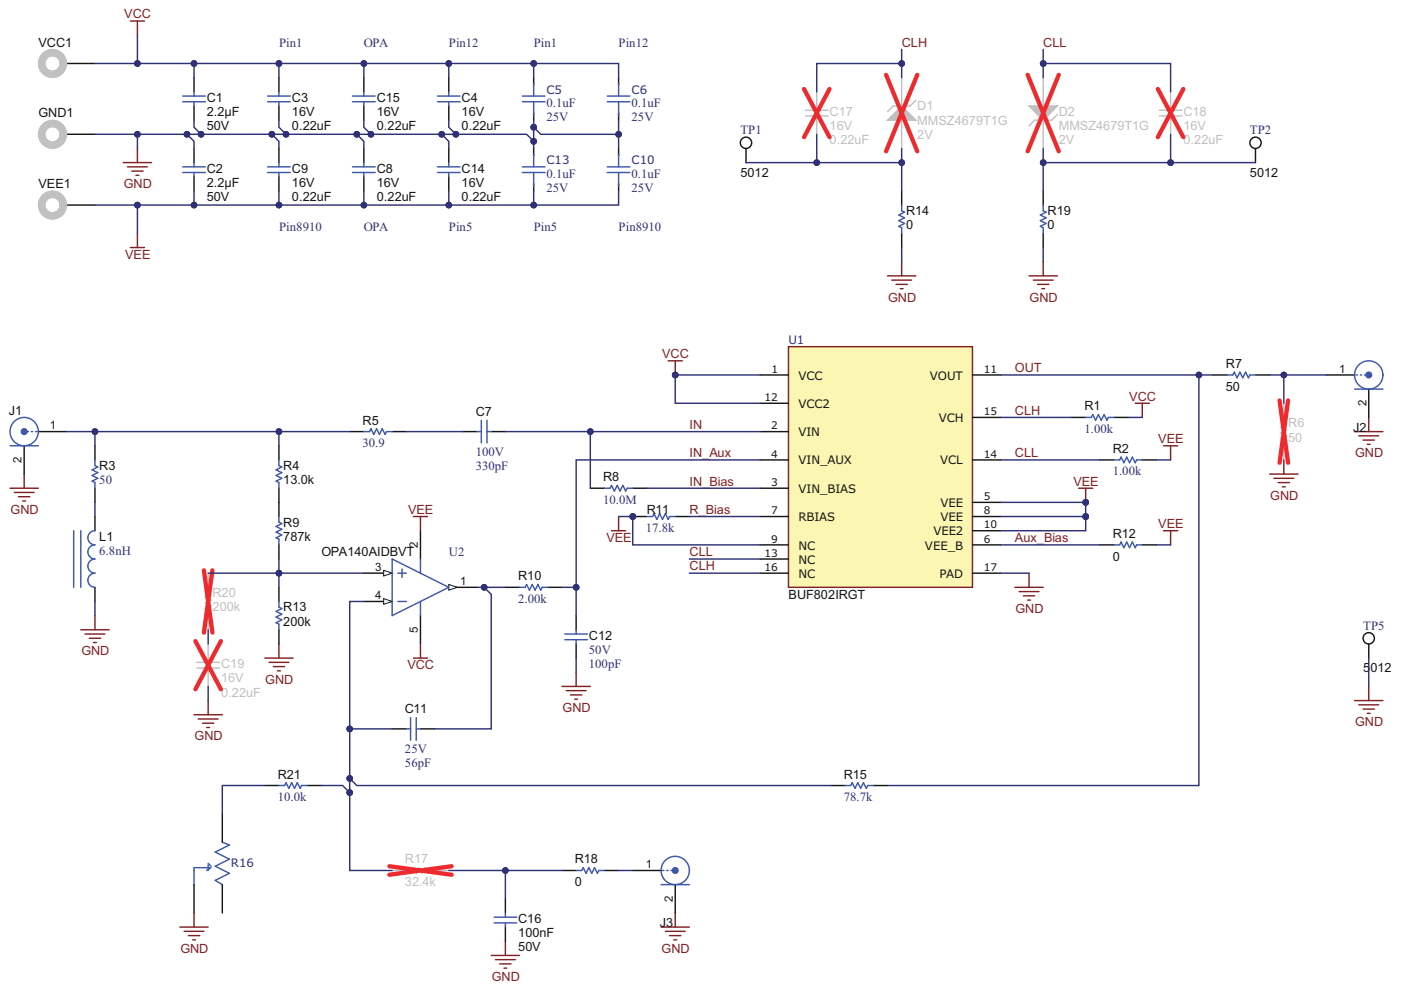 VCC
VCC1
Pin1
OPA
Pin12
Pin1
Pin12
C1
2.2µF
50V
C3
16V
0.22uF
C15
16V
0.22uF
C4
16V
0.22uF
C5
0.1uF
25V
C6
0.1uF
25V
GND1
GND
C2
2.2µF
50V
C9
16V
0.22uF
C8
16V
0.22uF
C14
16V
0.22uF
C13
0.1uF
25V
C10
0.1uF
25V
VEE1
VEE
Pin8910
OPA
Pin5
Pin5
Pin8910
CLH
C17
16V
0.22uF
D1
MMSZ4679T1G
2V
TP1
5012
R14
0
GND
CLL
D2
MMSZ4679T1G
2V
C18
16V
0.22uF
TP2
5012
R19
0
GND
J1
1
2
GND
R3
50
L1
6.8nH
GND
R4
13.0k
R9
787k
R13
200k
GND
R20
200k
C19
16V
0.22uF
GND
R5
30.9
C7
100V
330pF
OPA140AIDBVT
U2
VEE
2
3
4
1
5
VCC
R10
2.00k
C12
50V
100pF
GND
C11
25V
56pF
R8
10.0M
R11
17.8k
VEE
VCC
IN
IN_Aux
IN_Bias
R_Bias
CLL
CLH
U1
1 VCC
12 VCC2
2 VIN
4 VIN_AUX
3 VIN_BIAS
7 RBIAS
9 NC
13 NC
16 NC
VOUT 11
VCH 15
VCL 14
VEE 5
VEE 8
VEE2 10
VEE_B 6
PAD 17
BUF802IRGT
OUT
CLH
R1
1.00k
VCC
CLL
R2
1.00k
VEE
VEE
Aux_Bias
R12
0
VEE
GND
R7
50
R6
50
GND
1
2
J2
GND
TP5
5012
GND
R21
10.0k
R15
78.7k
R16
GND
R17
32.4k
R18
0
C16
100nF
50V
GND
1
2
J3
GND